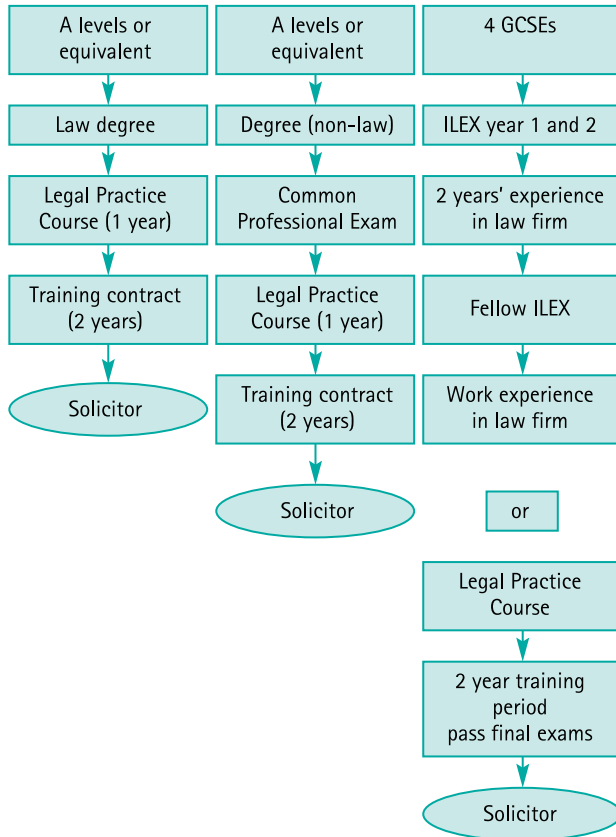 A levels or
equivalent
Law degree
Legal Practice
Course (1 year)
Training contract
(2 years)
Solicitor
A levels or
equivalent
Degree (non-law)
Common
Professional Exam
Legal Practice
Course (1 year)
Training contract
(2 years)
Solicitor
4 GCSEs
ILEX year 1 and 2
2 years’ experience
in law firm
Fellow ILEX
Work experience
in law firm
or
Legal Practice
Course
2 year training
period
pass final exams
Solicitor